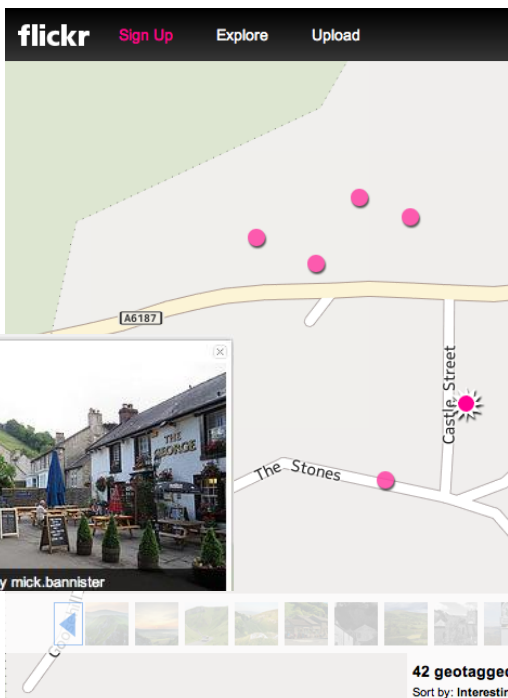 flickr Sign Up Explore Upload
A6187
Castle Street
THE
GEORGE
The Stones
y mick.bannister
42 geotagged
Sort by: Interestin